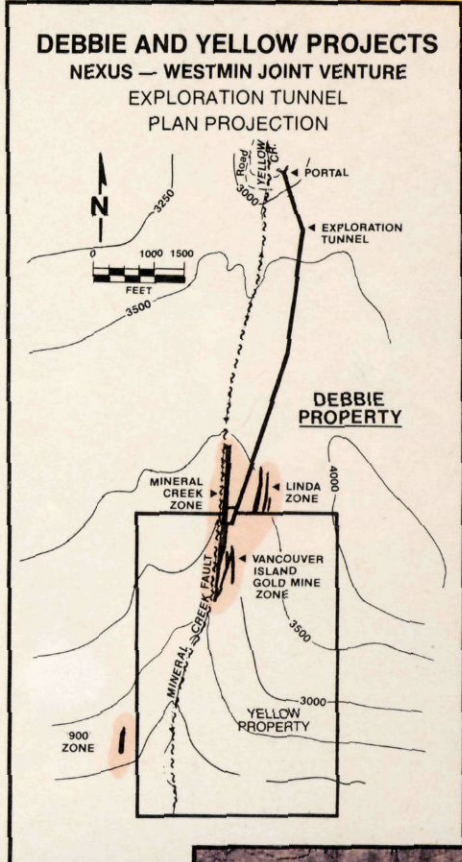 DEBBIE AND YELLOW PROJECTS
NEXUS — WESTMIN JOINT VENTURE
EXPLORATION TUNNEL
PLAN PROJECTION
Road
YELLOW
CR.
3000
PORTAL
3250
N
EXPLORATION
TUNNEL
0 1000 1500
FEET
3500
DEBBIE
PROPERTY
MINERAL
CREEK
ZONE
LINDA
ZONE
4000
VANCOUVER
ISLAND
GOLD MINE
ZONE
MINERAL CREEK FAULT
3500
3000
YELLOW
PROPERTY
'900'
ZONE